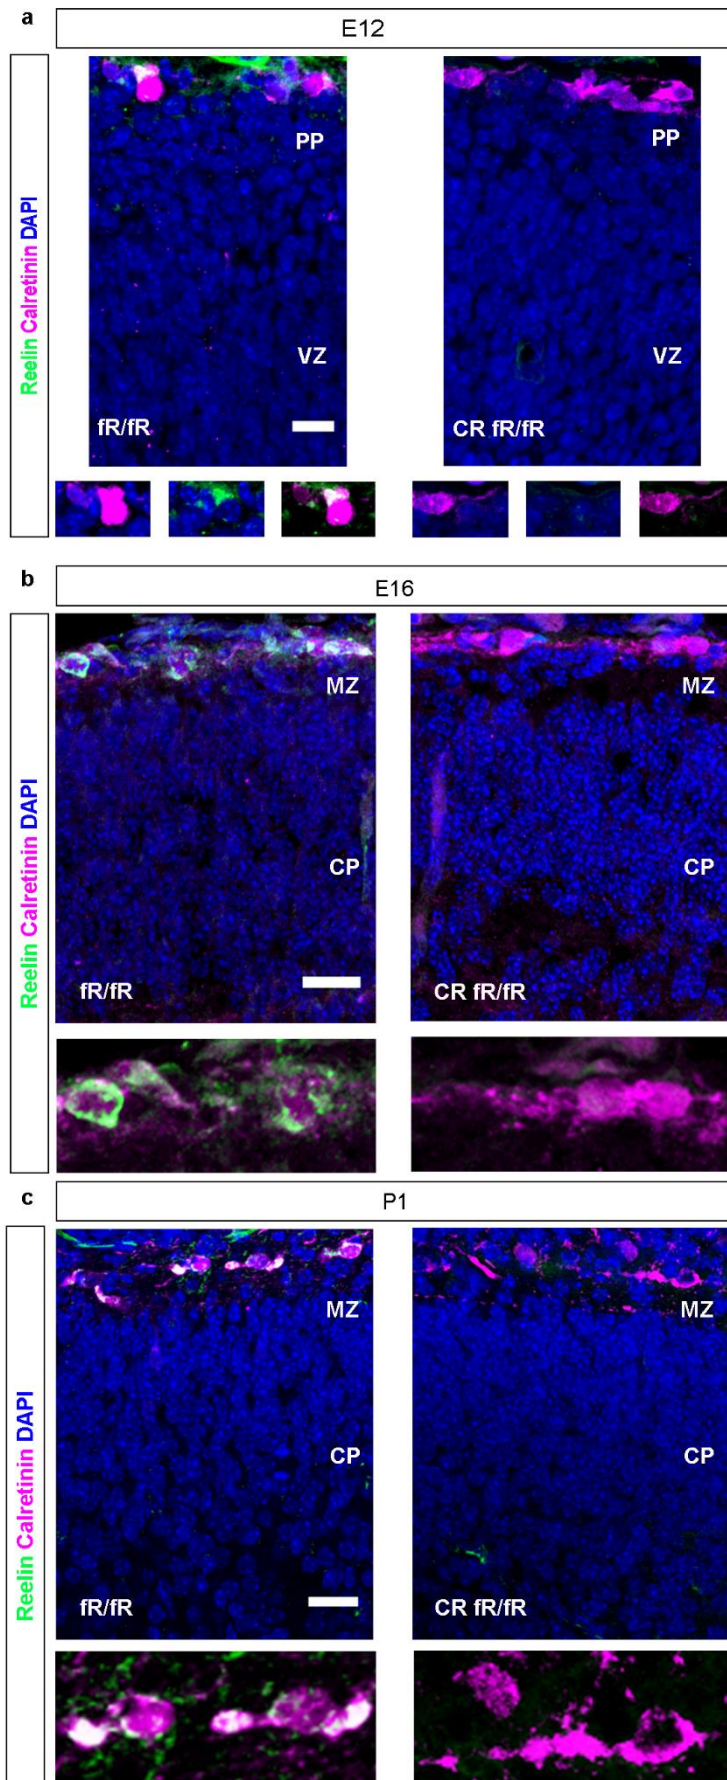 a
E12
Reelin Calretinin DAPI
PP
PP
VZ
VZ
fR/fR
CR fR/fR
b
E16
Reelin Calretinin DAPI
MZ
MZ
CP
CP
fR/fR
CR fR/fR
c
P1
Reelin Calretinin DAPI
MZ
MZ
CP
CP
fR/fR
CR fR/fR